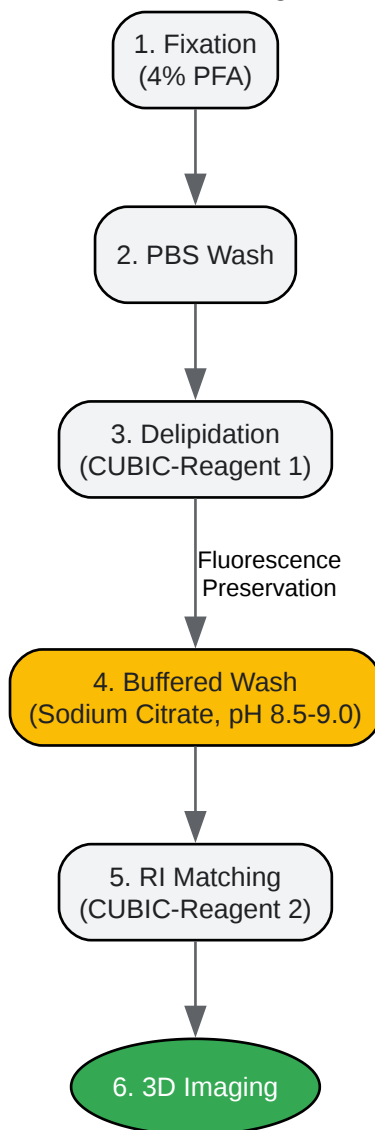 1. Fixation
(4% PFA)
2. PBS Wash
3. Delipidation
(CUBIC-Reagent 1)
Fluorescence
Preservation
4. Buffered Wash
(Sodium Citrate, pH 8.5-9.0)
5. RI Matching
(CUBIC-Reagent 2)
6. 3D Imaging